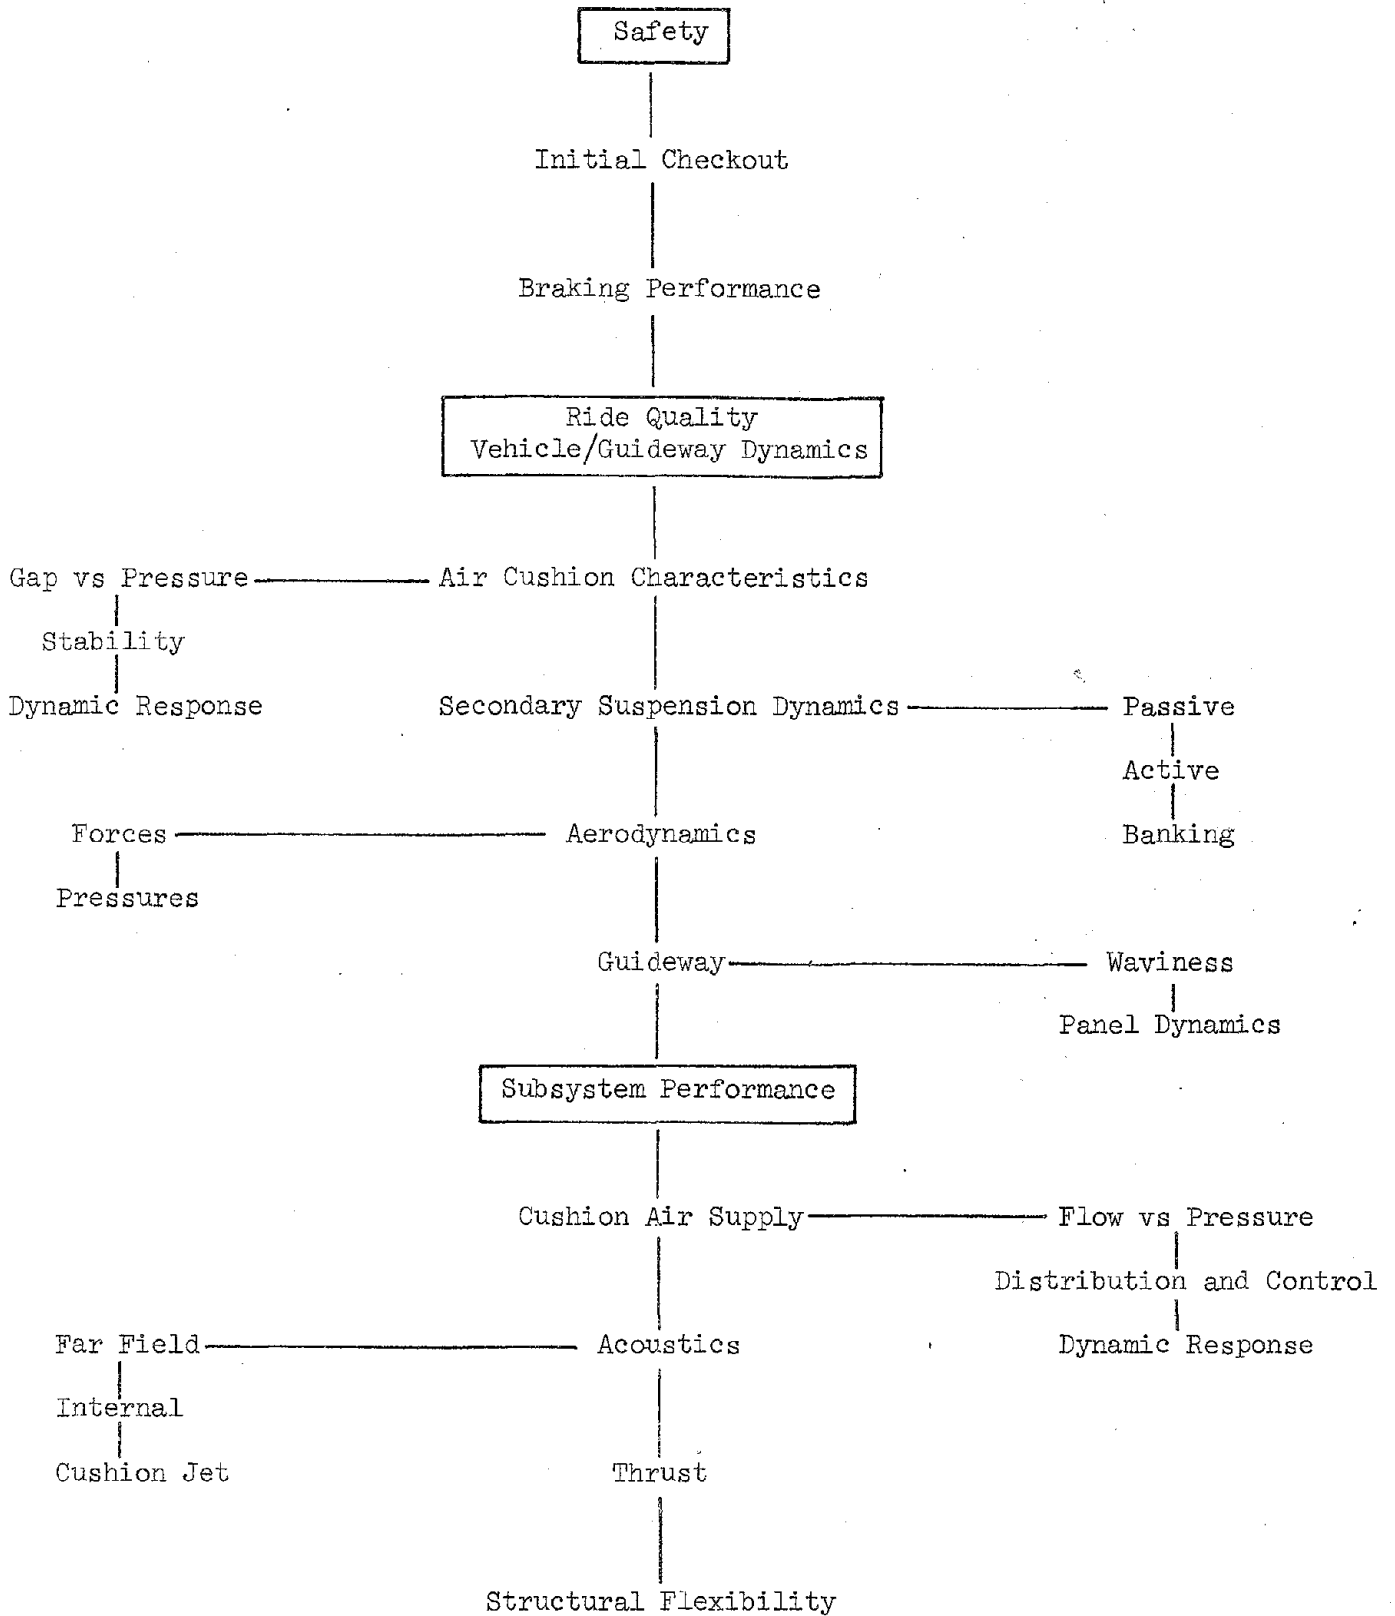 Safety
Initial Checkout
Braking Performance
Ride Quality
Vehicle/Guideway Dynamics
Gap vs Pressure
Air Cushion Characteristics
Stability
Dynamic Response
Secondary Suspension Dynamics
Passive
Active
Forces
Aerodynamics
Banking
Pressures
Guideway
Waviness
Panel Dynamics
Subsystem Performance
Cushion Air Supply
Flow vs Pressure
Distribution and Control
Far Field
Acoustics
Dynamic Response
Internal
Cushion Jet
Thrust
Structural Flexibility